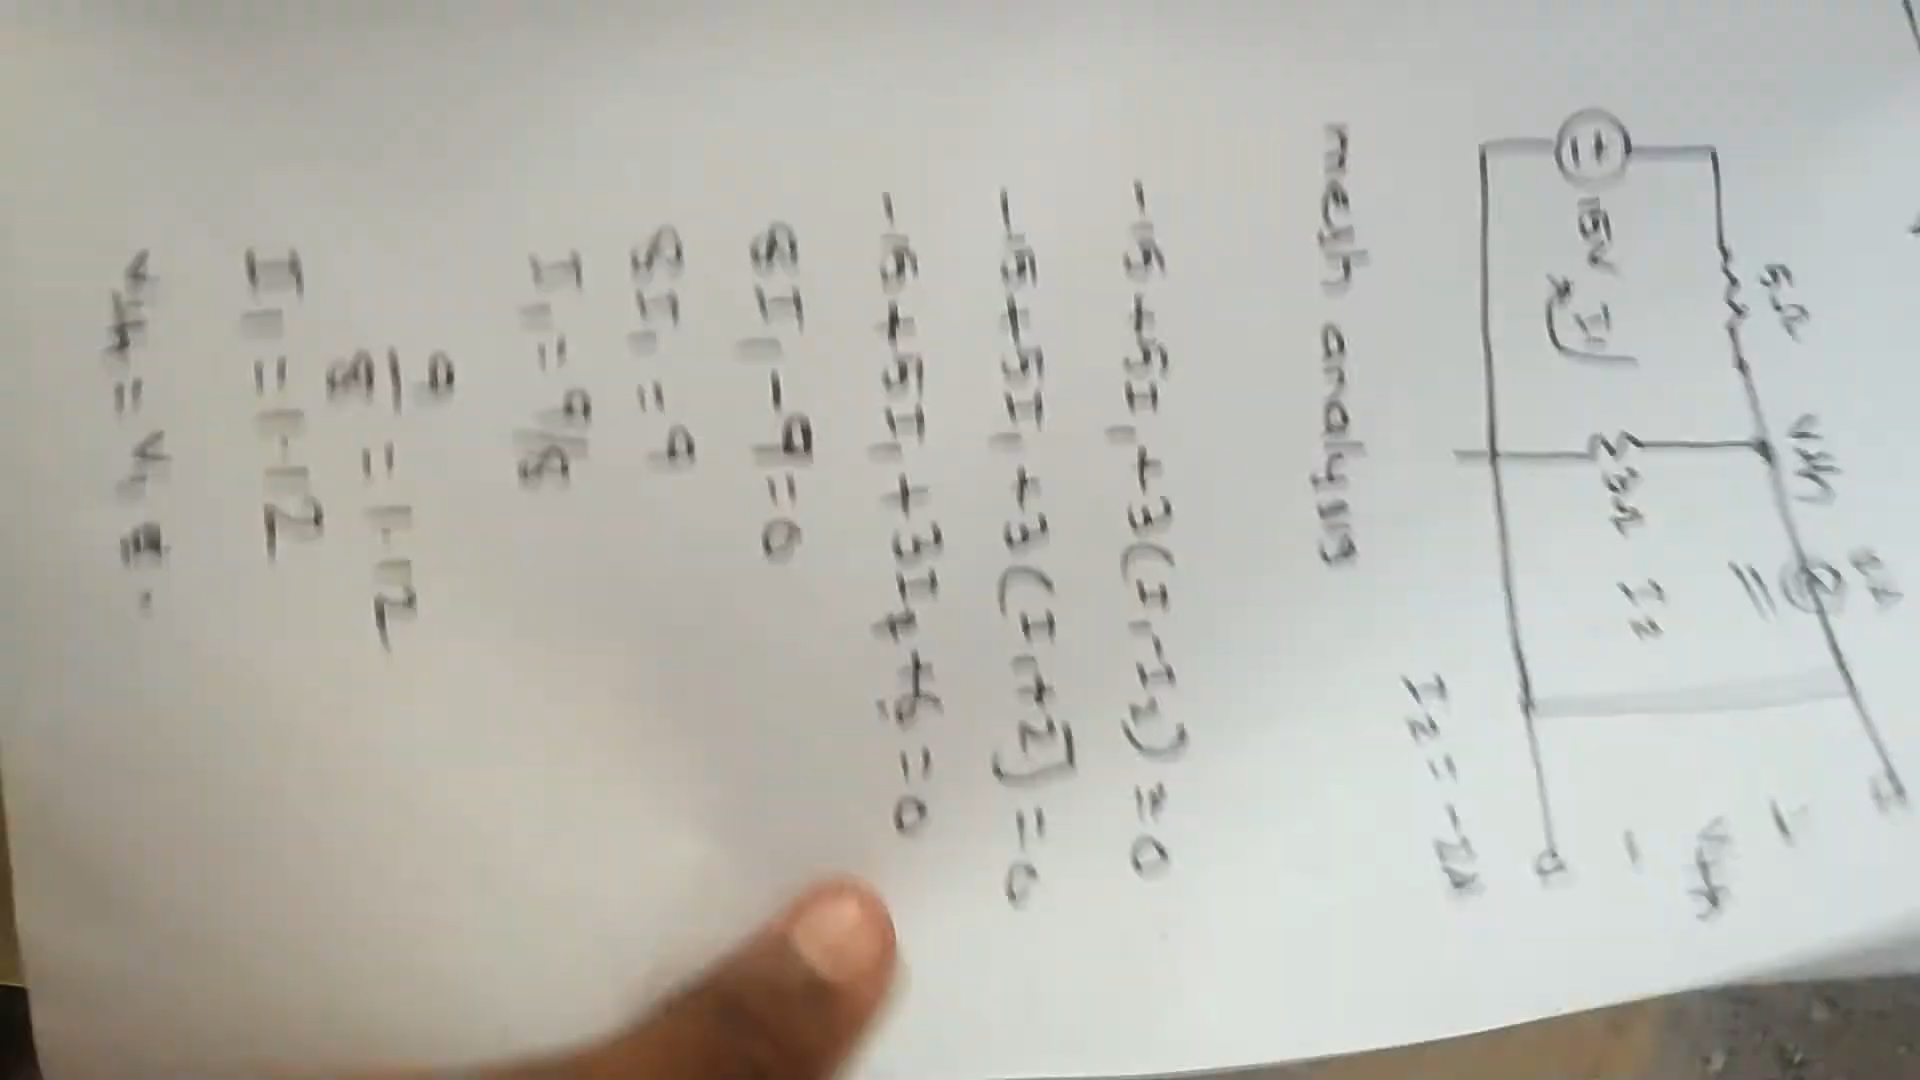 5Ω
Vth
2A
15V
I1
3Ω
I2
Vth
I2 = -2A
mesh analysis
-15+5I1+3(I1-I2)=0
-15+5I1+3(I1+2)=0
-15+5I1+3I1+6=0
8I1-9=0
8I1=9
I1=9/8
9/8 = 1.12
I1=1.12